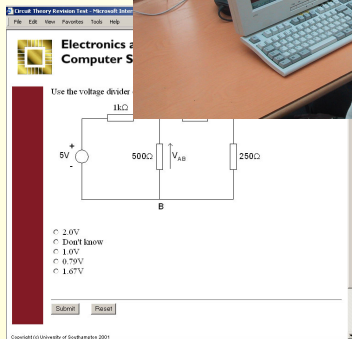 Circuit Theory Revision Test - Microsoft Inter
File Edit View Favorites Tools Help
Electronics a
Computer S
Use the voltage divider
1kΩ
5V
+
-
500Ω
VAB
250Ω
B
2.0V
Don't know
1.0V
0.79V
1.67V
Submit Reset
Copyright (c) University of Southampton 2001